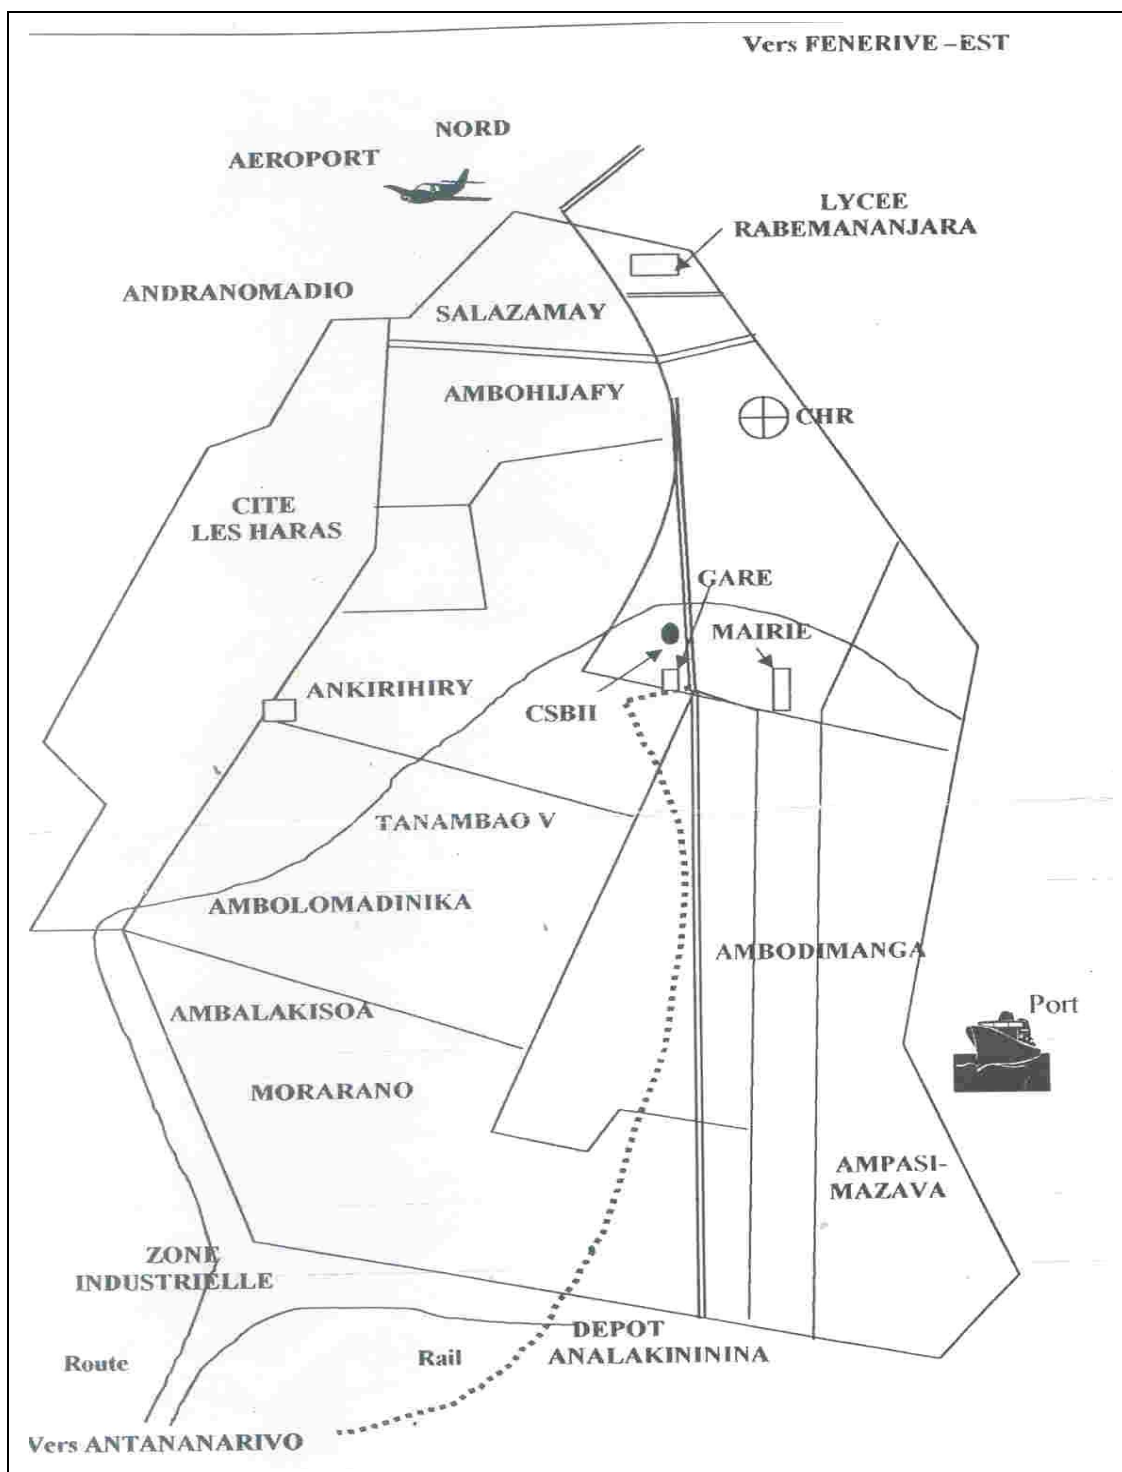 Vers FENERIVE –EST
NORD
AEROPORT
LYCEE
RABEMANANJARA
ANDRANOMADIO
SALAZAMAY
AMBOHIJAFY
CHR
CITE
LES HARAS
GARE
MAIRIE
ANKIRIHIRY
CSBII
TANAMBAO V
AMBOLOMADINIKA
AMBODIMANGA
AMBALAKISOA
Port
MORARANO
AMPASI-
MAZAVA
ZONE
INDUSTRIELLE
DEPOT
ANALAKININA
Route
Rail
Vers ANTANANARIVO